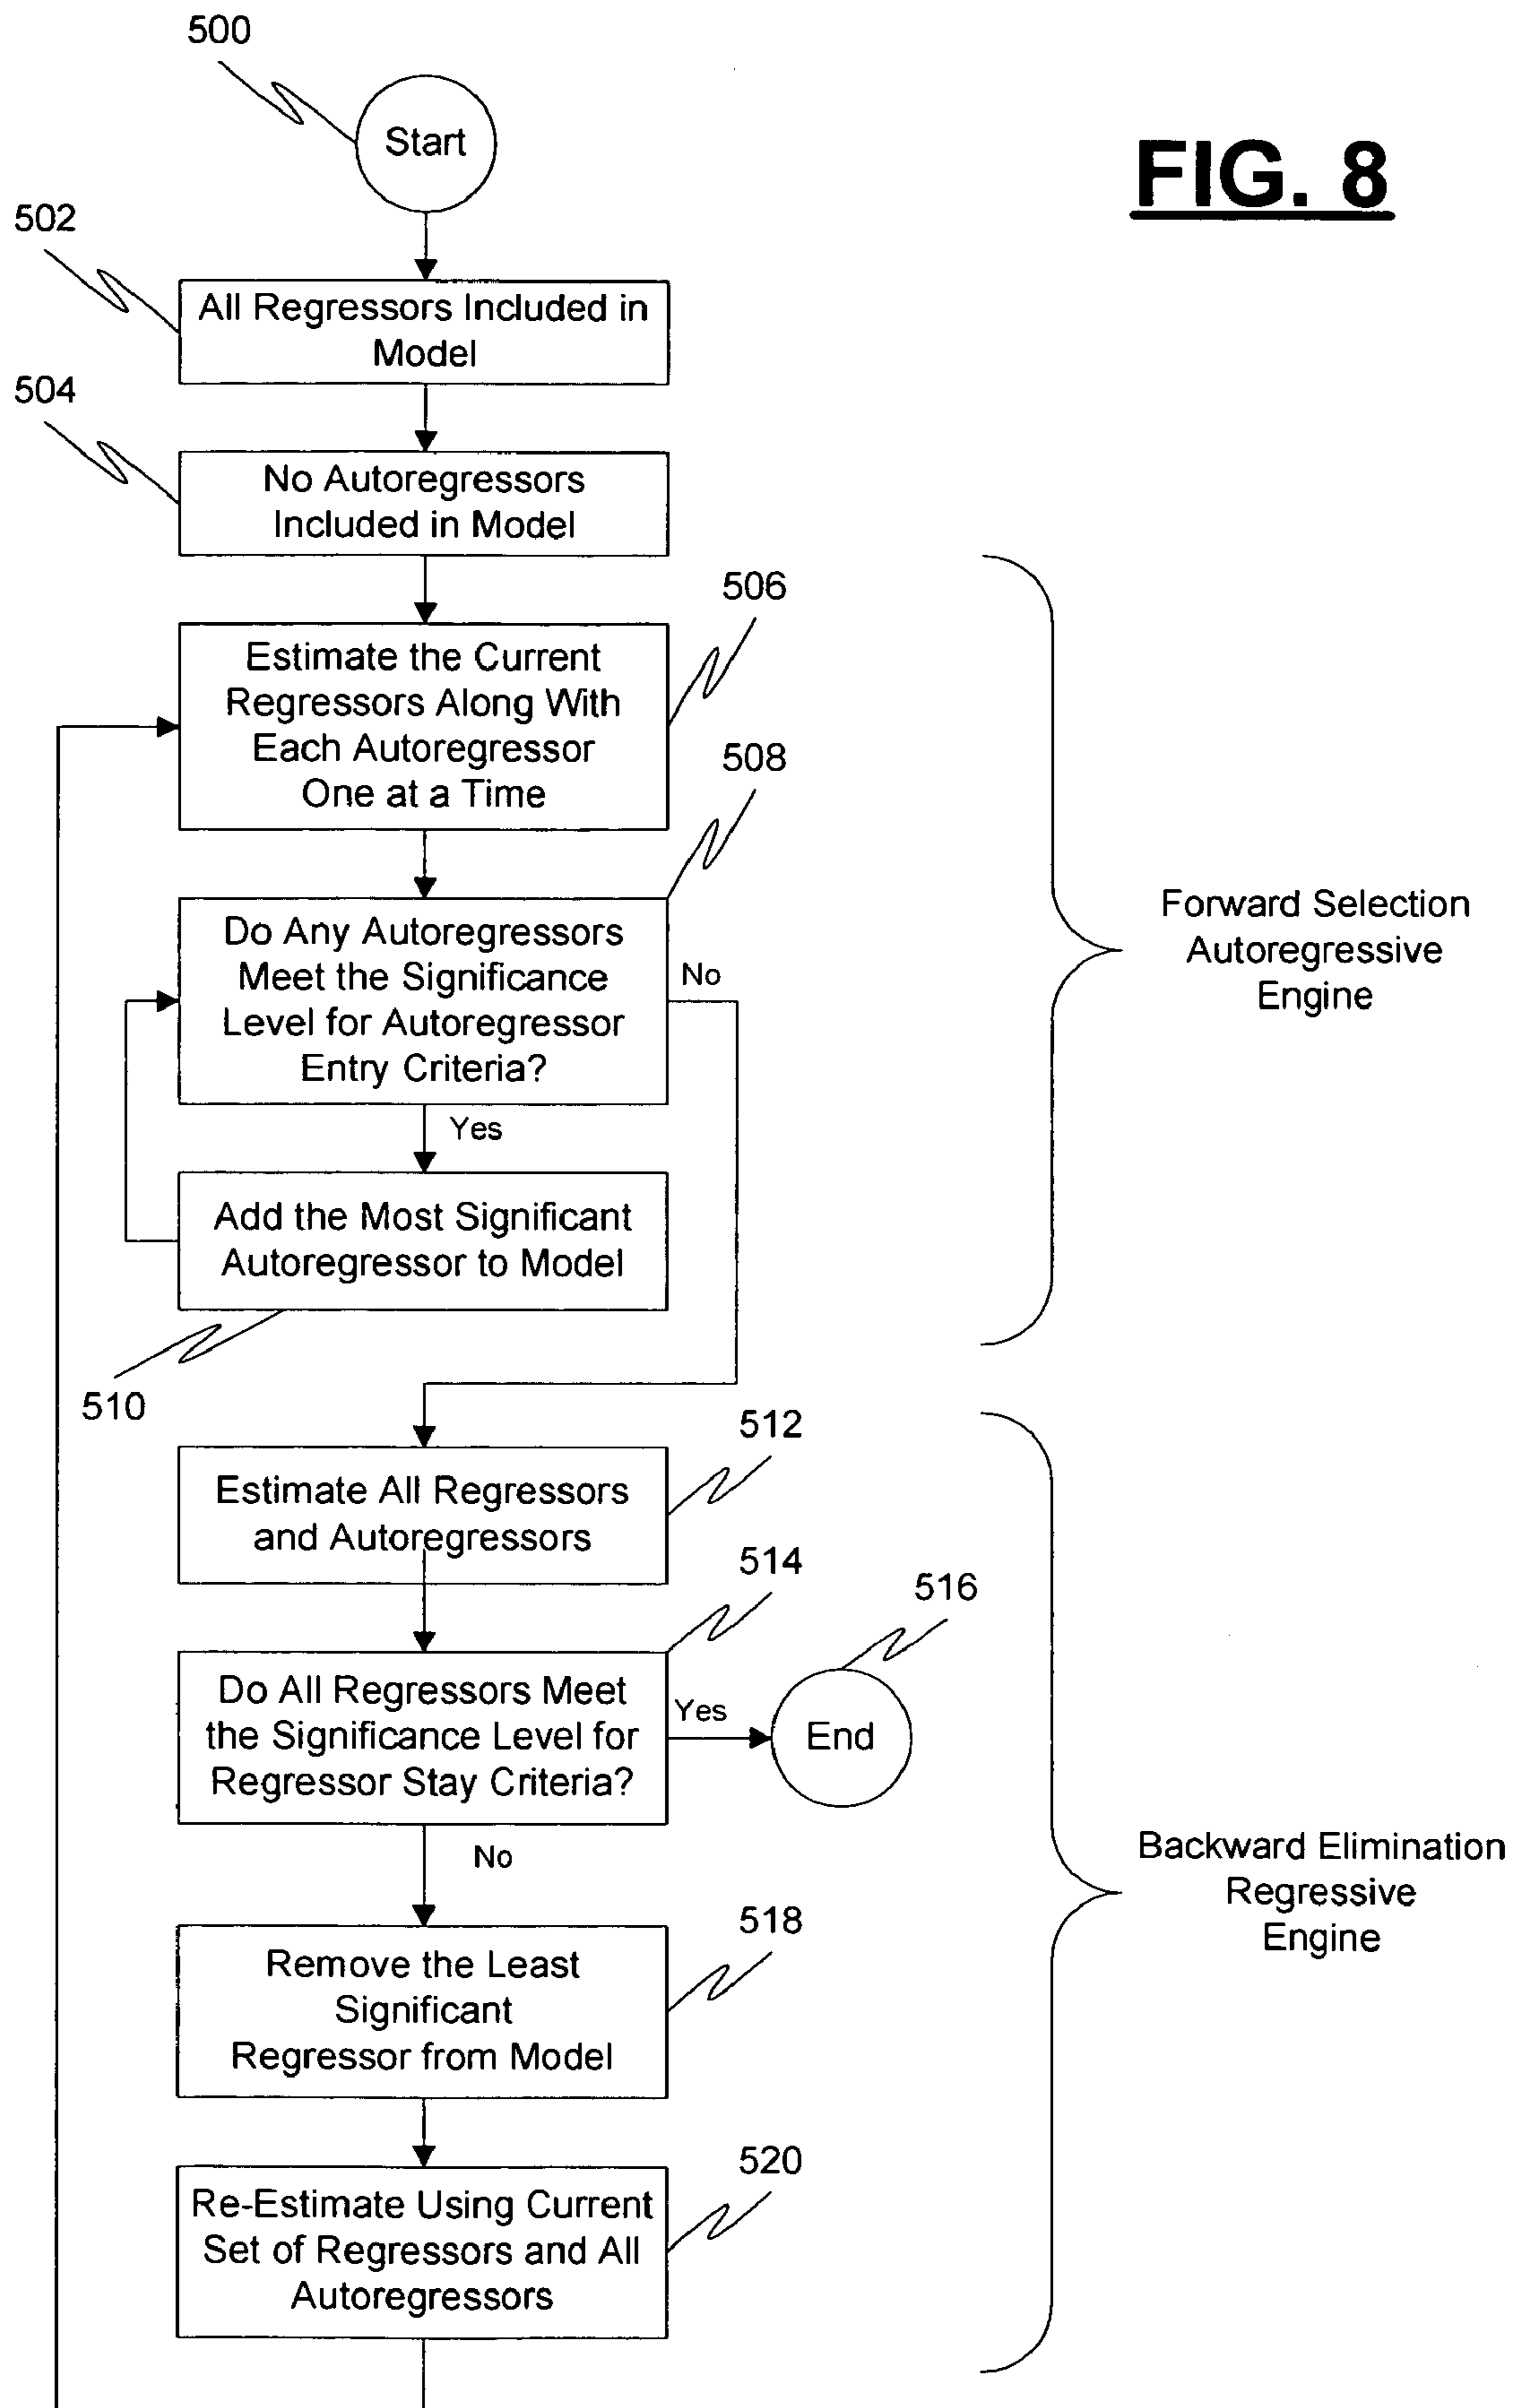 500
Start
FIG. 8
502
All Regressors Included in
Model
504
No Autoregressors
Included in Model
506
Estimate the Current
Regressors Along With
Each Autoregressor
One at a Time
508
Do Any Autoregressors
Meet the Significance
Level for Autoregressor
Entry Criteria?
No
Yes
Forward Selection
Autoregressive
Engine
Add the Most Significant
Autoregressor to Model
510
512
Estimate All Regressors
and Autoregressors
514
516
Do All Regressors Meet
the Significance Level for
Regressor Stay Criteria?
Yes
End
No
Backward Elimination
Regressive
Engine
518
Remove the Least
Significant
Regressor from Model
520
Re-Estimate Using Current
Set of Regressors and All
Autoregressors